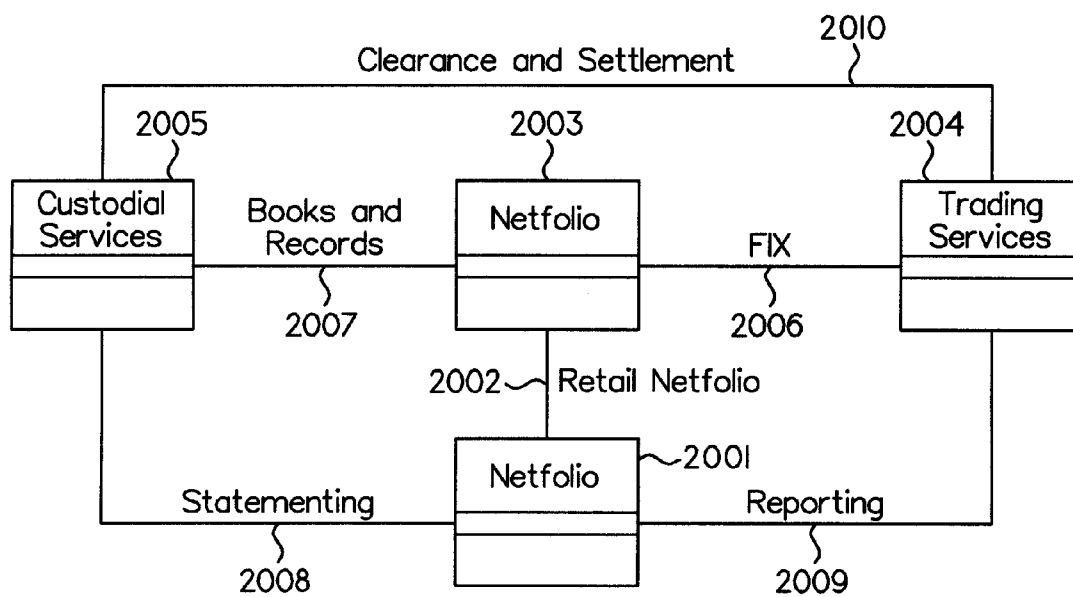 2010
Clearance and Settlement
2005
2003
2004
Custodial
Services
Books and
Records
Netfolio
FIX
Trading
Services
2007
2006
2002
Retail Netfolio
Netfolio
2001
Statementing
Reporting
2008
2009